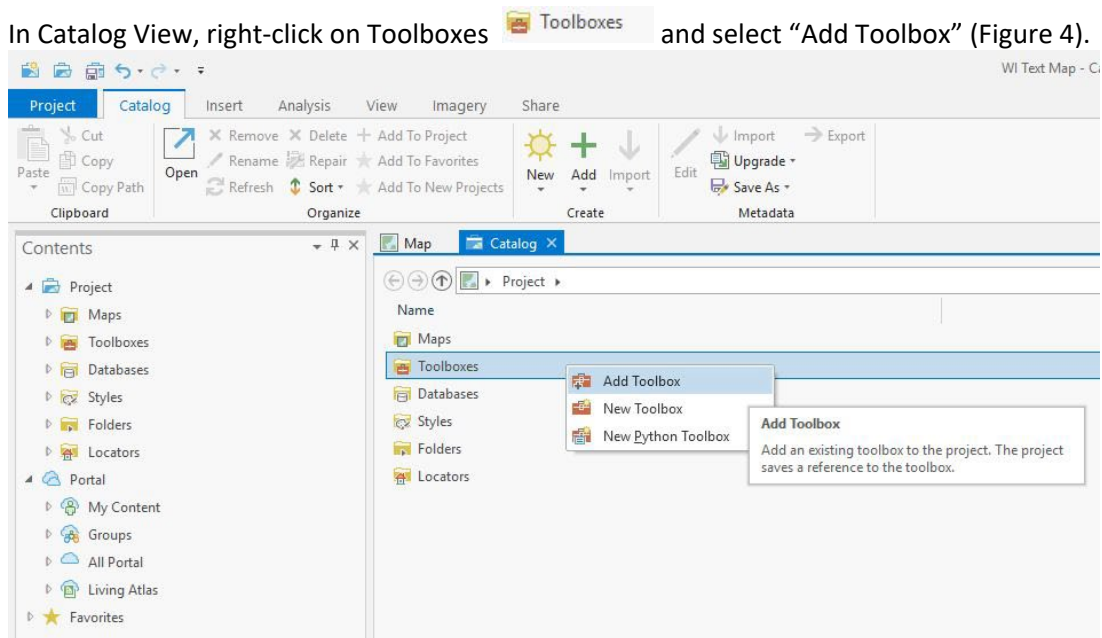 In Catalog View, right-click on Toolboxes Toolboxes and select “Add Toolbox” (Figure 4).
WI Text Map - Ca
Project Catalog Insert Analysis View Imagery Share
Cut Remove Delete Add To Project Import Export
Copy Rename Repair Add To Favorites Upgrade
Paste Open New Add Import Edit
Copy Path Refresh Sort Add To New Projects Save As
Clipboard Organize Create Metadata
Contents Map Catalog
Project
Project
Maps
Toolboxes
Databases
Styles
Folders
Locators
Portal
My Content
Groups
All Portal
Living Atlas
Favorites
Name
Maps
Toolboxes
Databases
Styles
Folders
Locators
Add Toolbox
New Toolbox
New Python Toolbox
Add Toolbox
Add an existing toolbox to the project. The project
saves a reference to the toolbox.